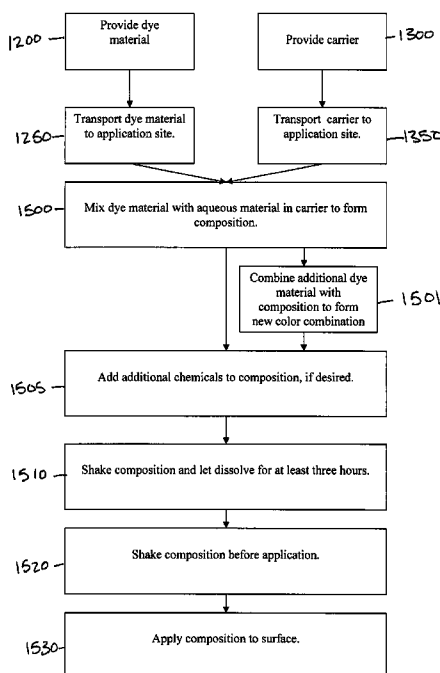 1200
Provide dye
material
Provide carrier
1300
1260
Transport dye material
to application site.
Transport carrier to
application site.
1350
1500
Mix dye material with aqueous material in carrier to form
composition.
Combine additional dye
material with
composition to form
new color combination
1501
1505
Add additional chemicals to composition, if desired.
1510
Shake composition and let dissolve for at least three hours.
1520
Shake composition before application.
1530
Apply composition to surface.